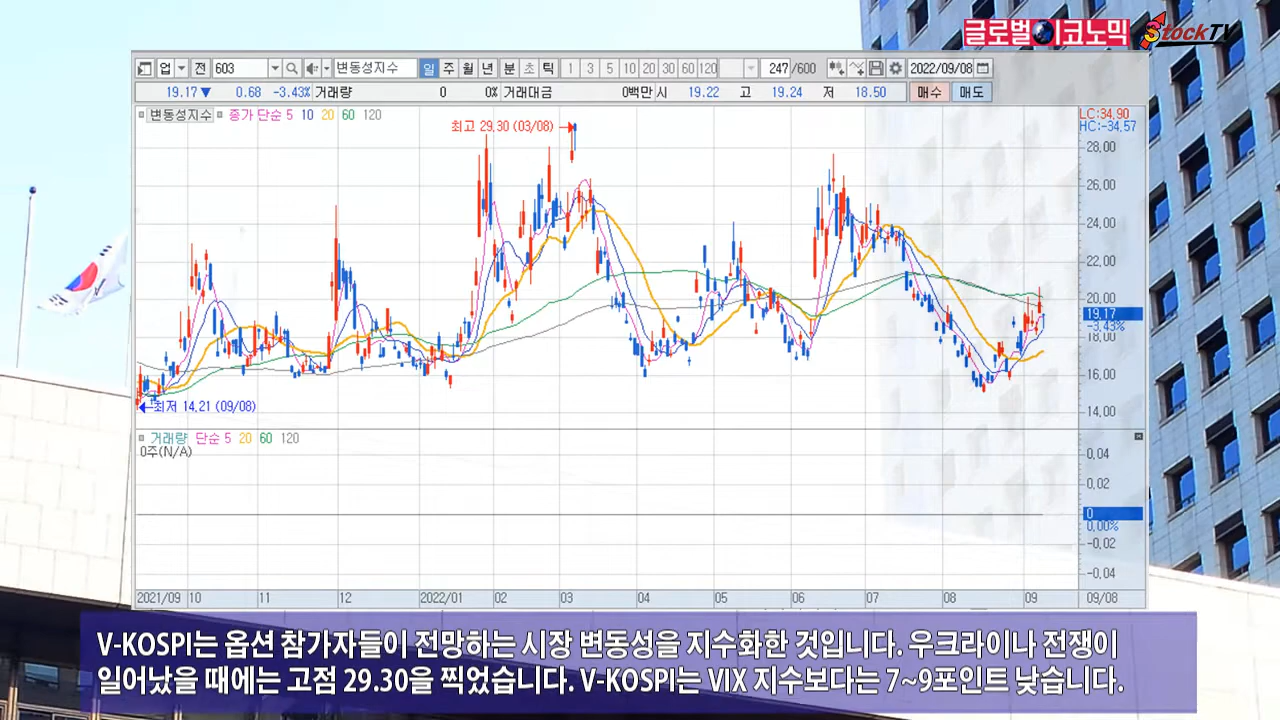 글로벌이코노믹 StockTV
업 전 603 변동성지수 일 주 월 년 분 초 틱 1 3 5 10 20 30 60 120 247 /600 2022/09/08
19.17▼ 0.68 -3.43% 거래량 0 0% 거래대금 0백만 시 19.22 고 19.24 저 18.50 매수 매도
변동성지수 종가 단순 5 10 20 60 120
LC:34.90
최고 29.30 (03/08)
HC:-34.57
28.00
26.00
24.00
22.00
20.00
19.17
-3.43%
18.00
16.00
최저 14.21 (09/08)
14.00
거래량 단순 5 20 60 120
0주(N/A)
0.04
0.02
0
0.00%
-0.02
-0.04
2021/09 10 11 12 2022/01 02 03 04 05 06 07 08 09 09/08
V-KOSPI는 옵션 참가자들이 전망하는 시장 변동성을 지수화한 것입니다. 우크라이나 전쟁이
일어났을 때에는 고점 29.30을 찍었습니다. V-KOSPI는 VIX 지수보다는 7~9포인트 낮습니다.